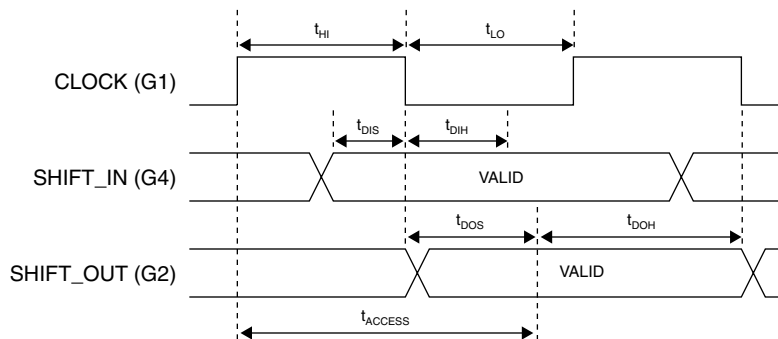 tHI
tLO
CLOCK (G1)
tDIS
tDIH
SHIFT_IN (G4)
VALID
tDOS
tDOH
SHIFT_OUT (G2)
VALID
tACCESS